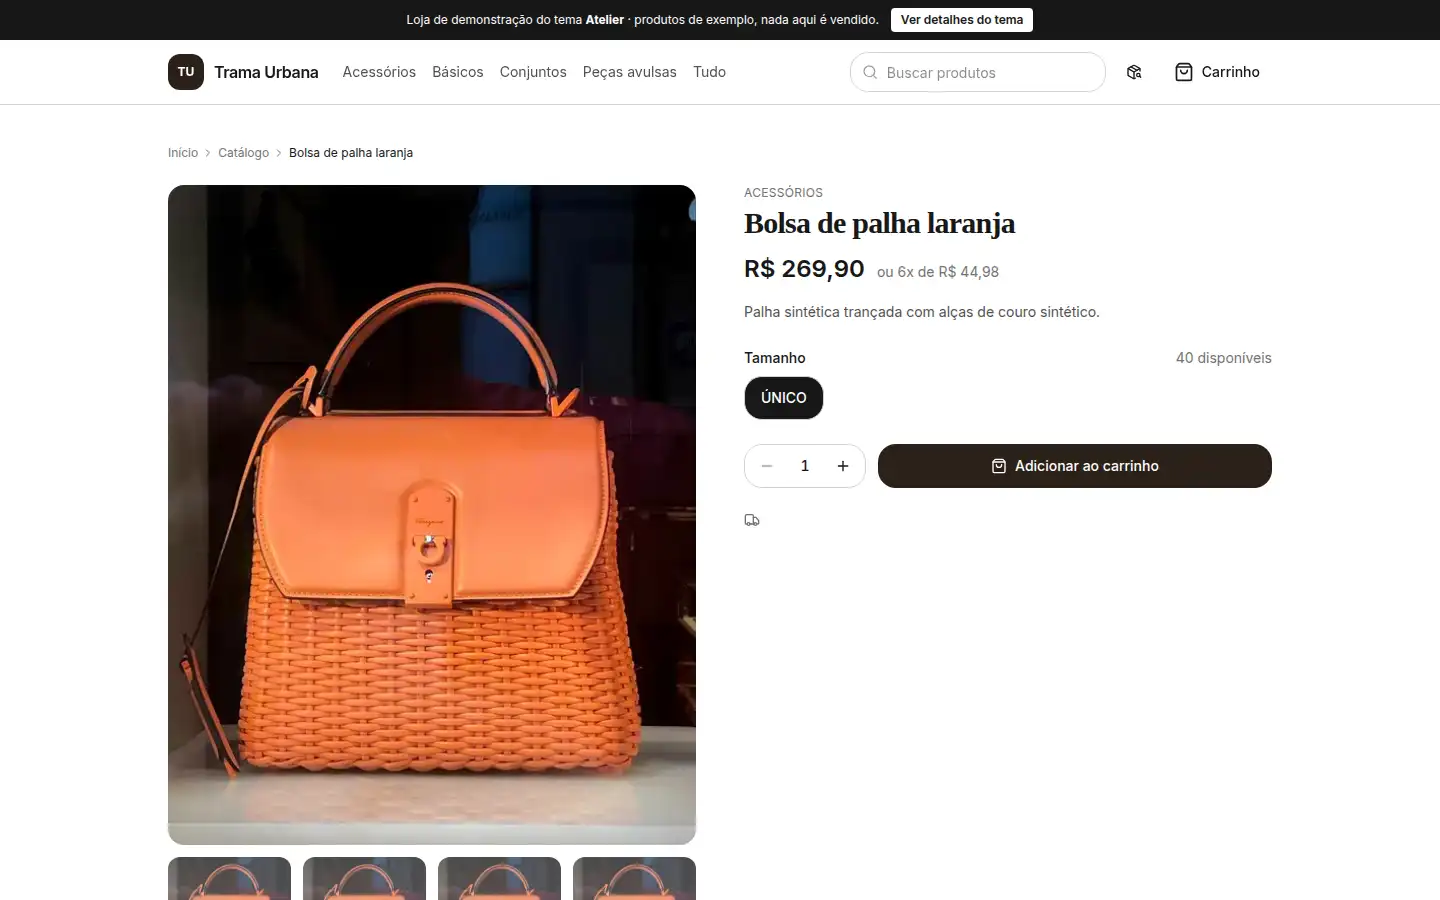 Loja de demonstração do tema Atelier · produtos de exemplo, nada aqui é vendido. Ver detalhes do tema
TU Trama Urbana Acessórios Básicos Conjuntos Peças avulsas Tudo Buscar produtos Carrinho
Início > Catálogo > Bolsa de palha laranja
ACESSÓRIOS
Bolsa de palha laranja
R$ 269,90 ou 6x de R$ 44,98
Palha sintética trançada com alças de couro sintético.
Tamanho 40 disponíveis
ÚNICO
− 1 + Adicionar ao carrinho